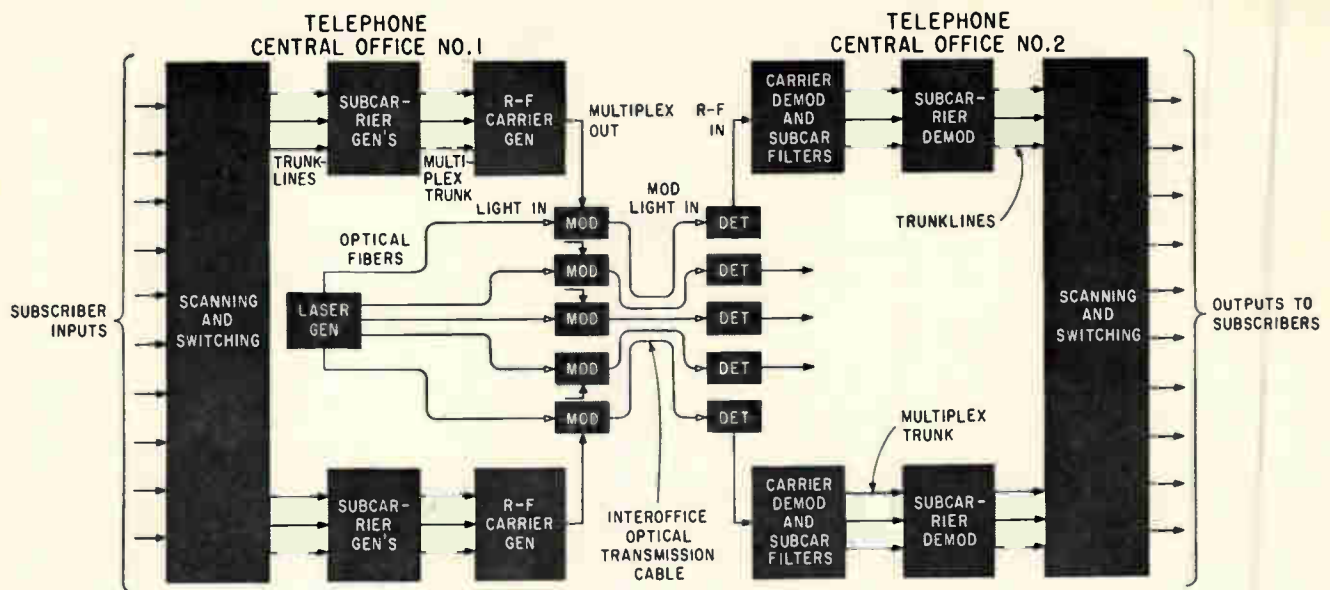 TELEPHONE
CENTRAL OFFICE NO.1
TELEPHONE
CENTRAL OFFICE NO.2
SUBSCRIBER
INPUTS
SCANNING
AND
SWITCHING
TRUNK-
LINES
SUBCAR-
RIER
GEN'S
MULTI-
PLEX
TRUNK
R-F
CARRIER
GEN
MULTIPLEX
OUT
R-F
IN
CARRIER
DEMOD
AND
SUBCAR
FILTERS
SUBCAR-
RIER
DEMOD
TRUNKLINES
LIGHT IN
MOD
LIGHT IN
OPTICAL
FIBERS
LASER
GEN
MOD
MOD
MOD
MOD
MOD
DET
DET
DET
DET
DET
SCANNING
AND
SWITCHING
OUTPUTS TO
SUBSCRIBERS
SUBCAR-
RIER
GEN'S
R-F
CARRIER
GEN
INTEROFFICE
OPTICAL
TRANSMISSION
CABLE
CARRIER
DEMOD
AND
SUBCAR
FILTERS
MULTIPLEX
TRUNK
SUBCAR-
RIER
DEMOD